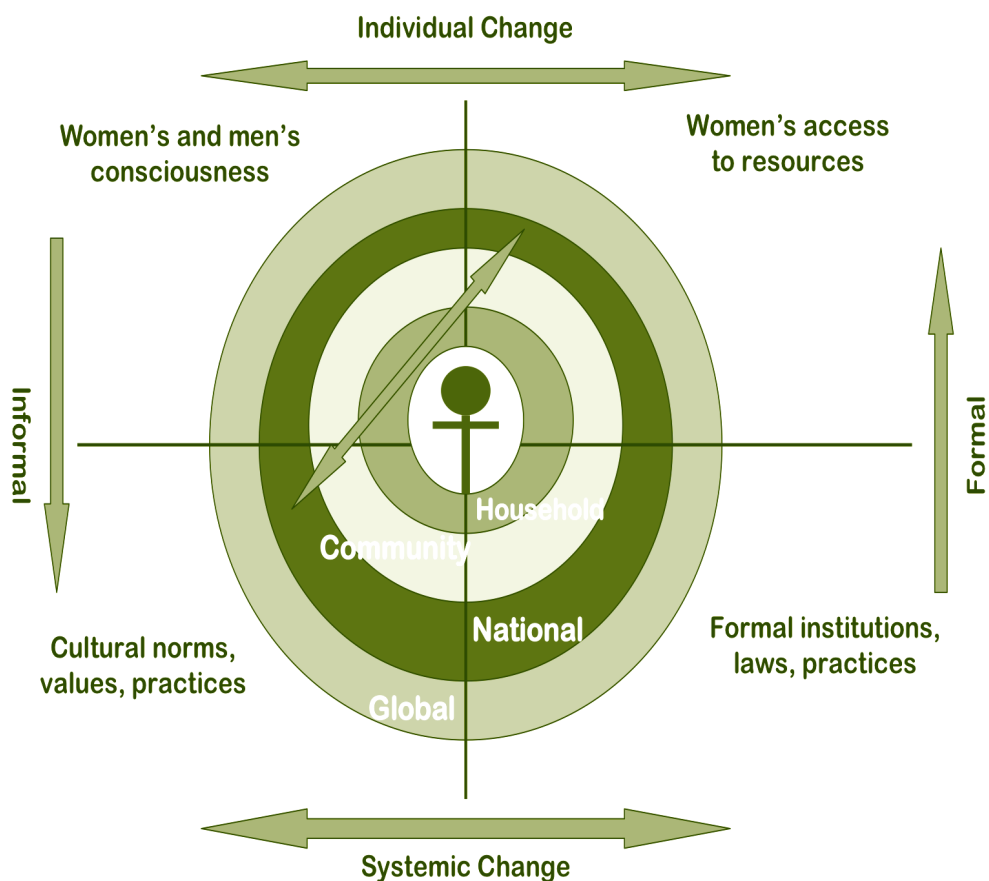 Individual Change
Women's and men's
consciousness
Women's access
to resources
Informal
Formal
Household
Community
National
Global
Cultural norms,
values, practices
Formal institutions,
laws, practices
Systemic Change